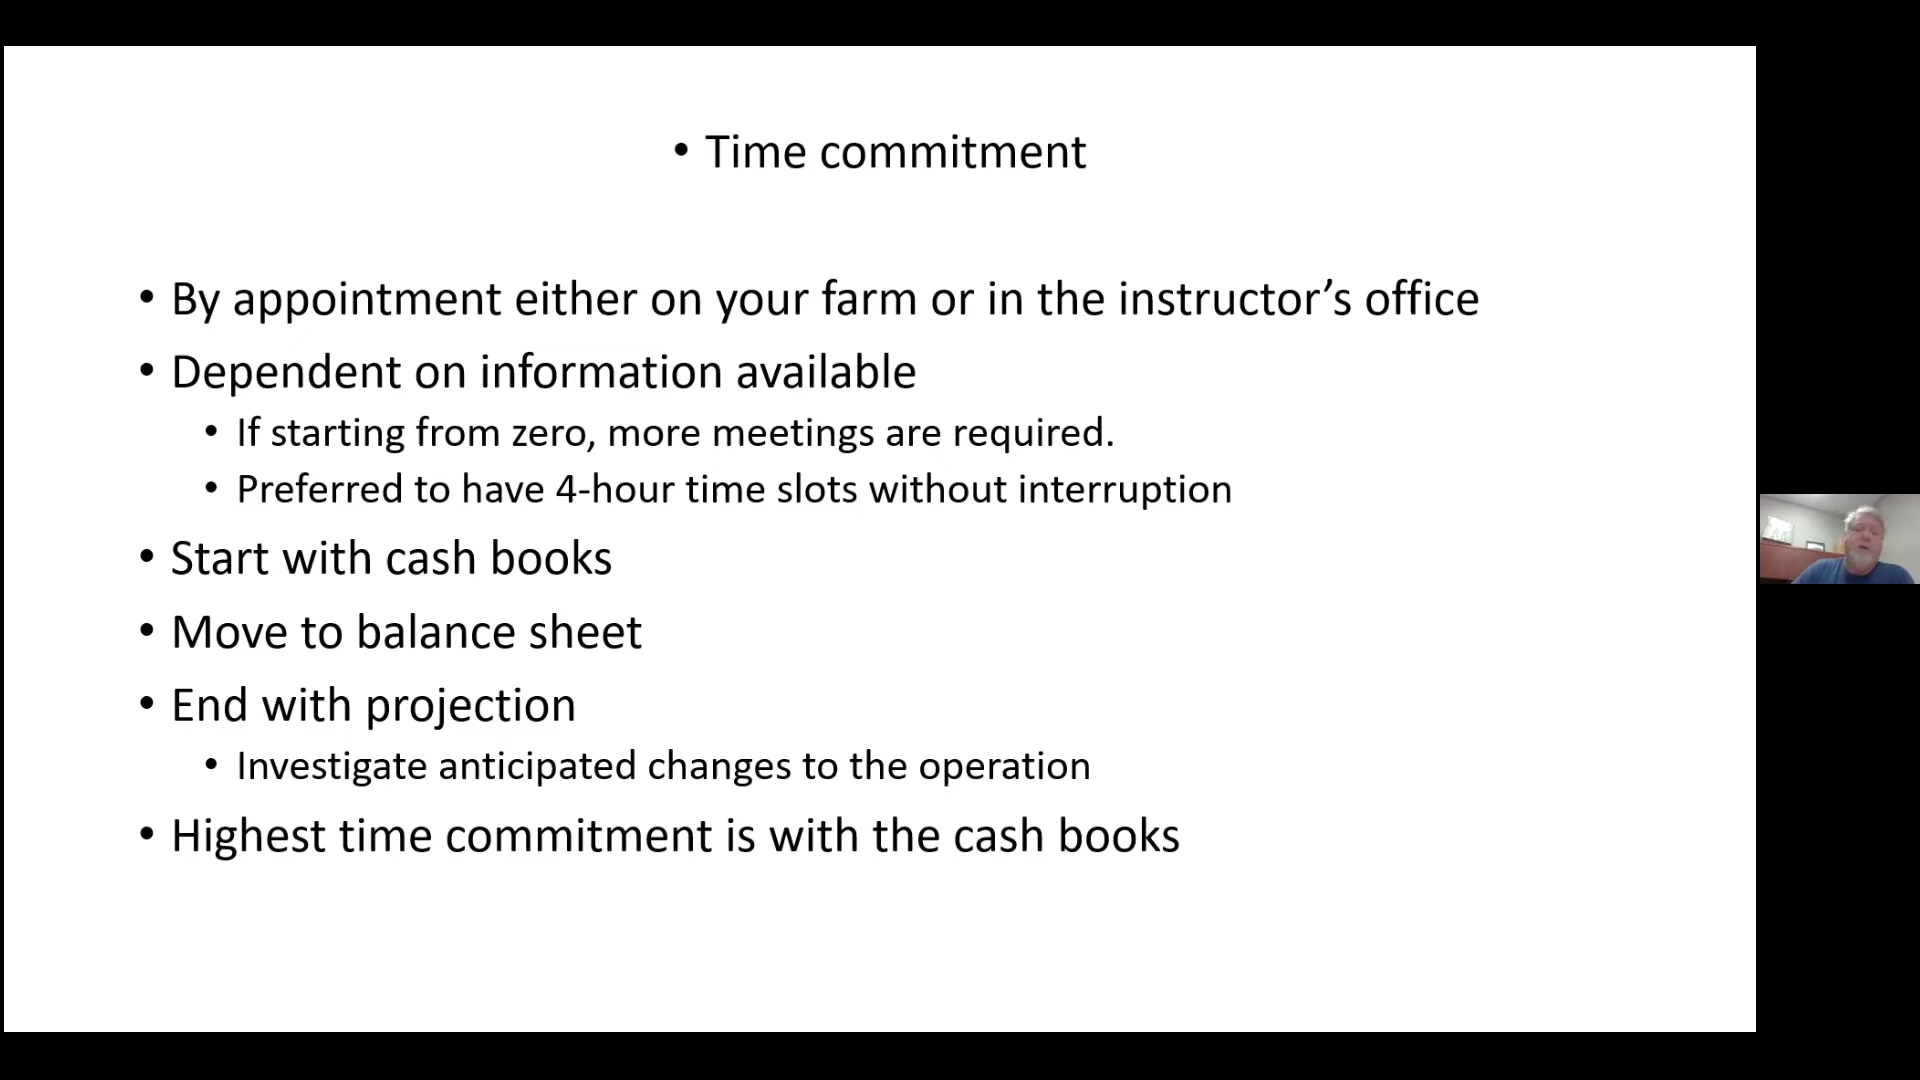 • Time commitment
• By appointment either on your farm or in the instructor’s office
• Dependent on information available
• If starting from zero, more meetings are required.
• Preferred to have 4-hour time slots without interruption
• Start with cash books
• Move to balance sheet
• End with projection
• Investigate anticipated changes to the operation
• Highest time commitment is with the cash books